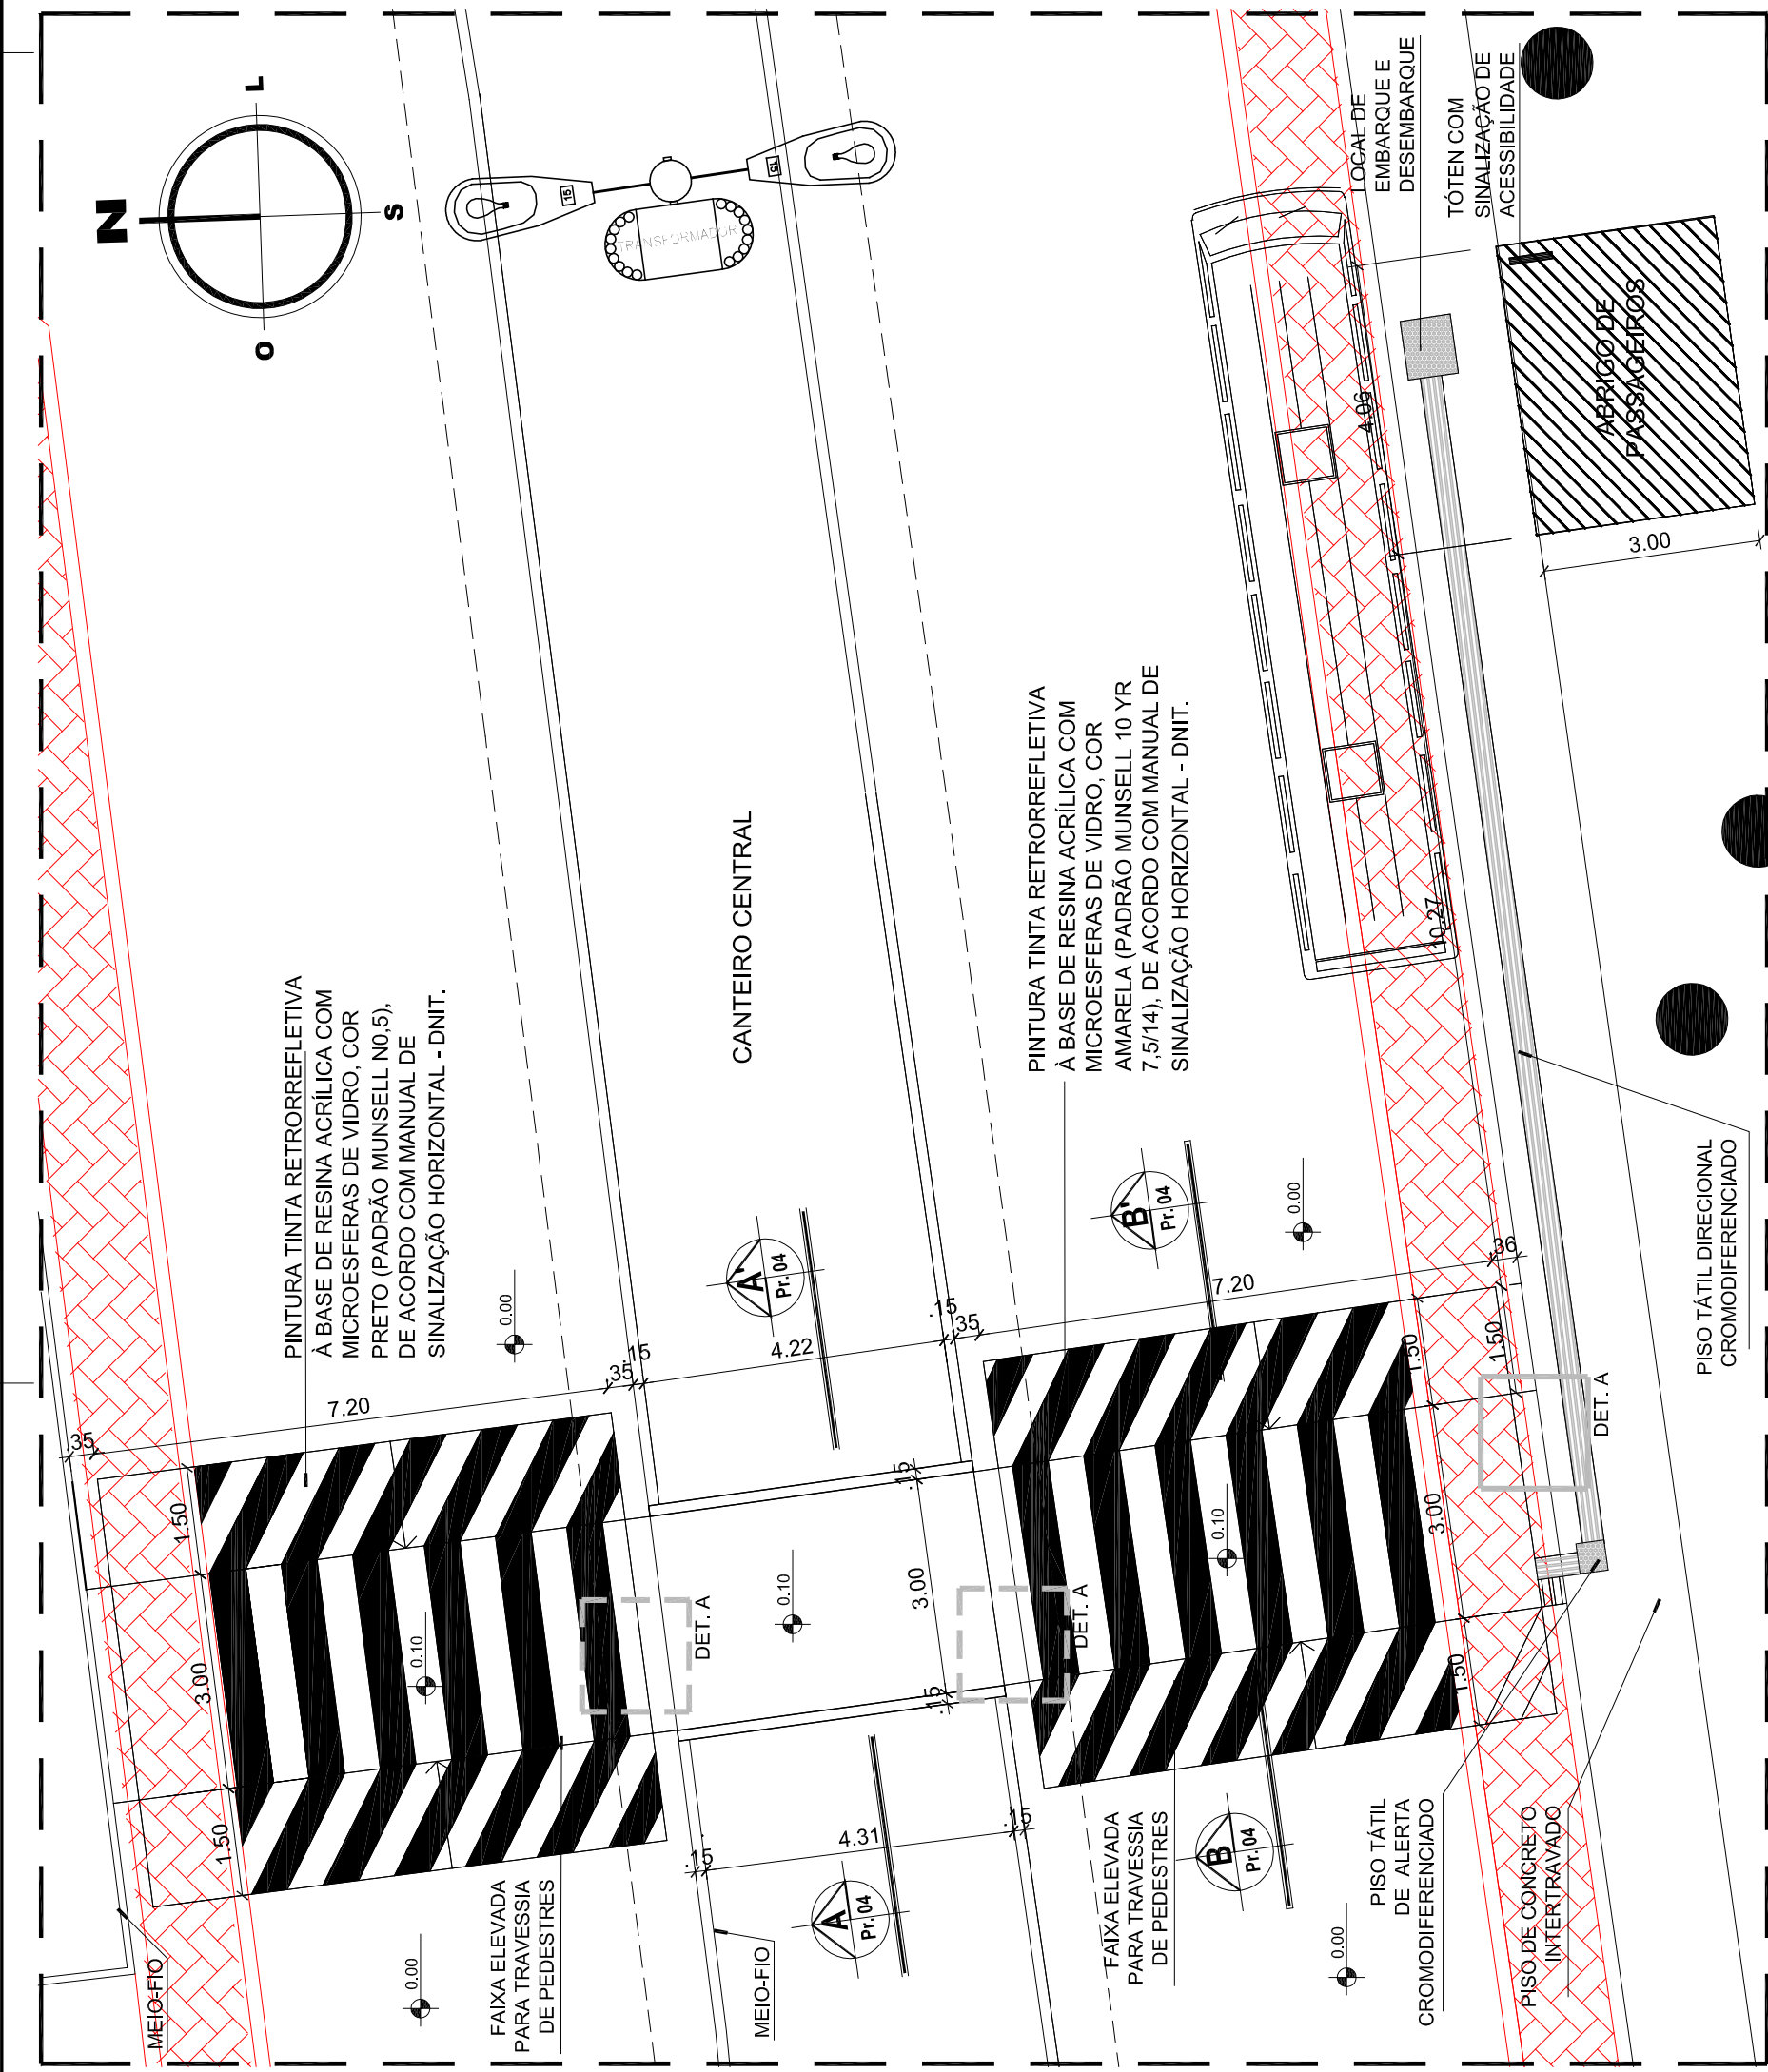 N
L
S
O
15
15
TRANSFORMADOR
LOCAL DE
EMBARQUE E
DESEMBARQUE
TÓTEN COM
SINALIZAÇÃO DE
ACESSIBILIDADE
ABRIGO DE
PASSAGEIROS
4.06
3.00
10.27
CANTEIRO CENTRAL
PINTURA TINTA RETRORREFLETIVA
À BASE DE RESINA ACRÍLICA COM
MICROESFERAS DE VIDRO, COR
PRETO (PADRÃO MUNSELL N0,5),
DE ACORDO COM MANUAL DE
SINALIZAÇÃO HORIZONTAL - DNIT.
PINTURA TINTA RETRORREFLETIVA
À BASE DE RESINA ACRÍLICA COM
MICROESFERAS DE VIDRO, COR
AMARELA (PADRÃO MUNSELL 10 YR
7,5/14), DE ACORDO COM MANUAL DE
SINALIZAÇÃO HORIZONTAL - DNIT.
0.00
A'
Pr. 04
B'
Pr. 04
0.00
PISO TÁTIL DIRECIONAL
CROMODIFERENCIADO
.35
7.20
.35
.15
4.22
.15
.35
7.20
.36
1.50
3.00
1.50
0.10
DET. A
0.10
.15
3.00
.15
DET. A
0.10
1.50
1.50
3.00
1.50
DET. A
MEIO-FIO
0.00
FAIXA ELEVADA
PARA TRAVESSIA
DE PEDESTRES
MEIO-FIO
.15
4.31
.15
A
Pr. 04
FAIXA ELEVADA
PARA TRAVESSIA
DE PEDESTRES
B
Pr. 04
0.00
PISO TÁTIL
DE ALERTA
CROMODIFERENCIADO
PISO DE CONCRETO
INTERTRAVADO